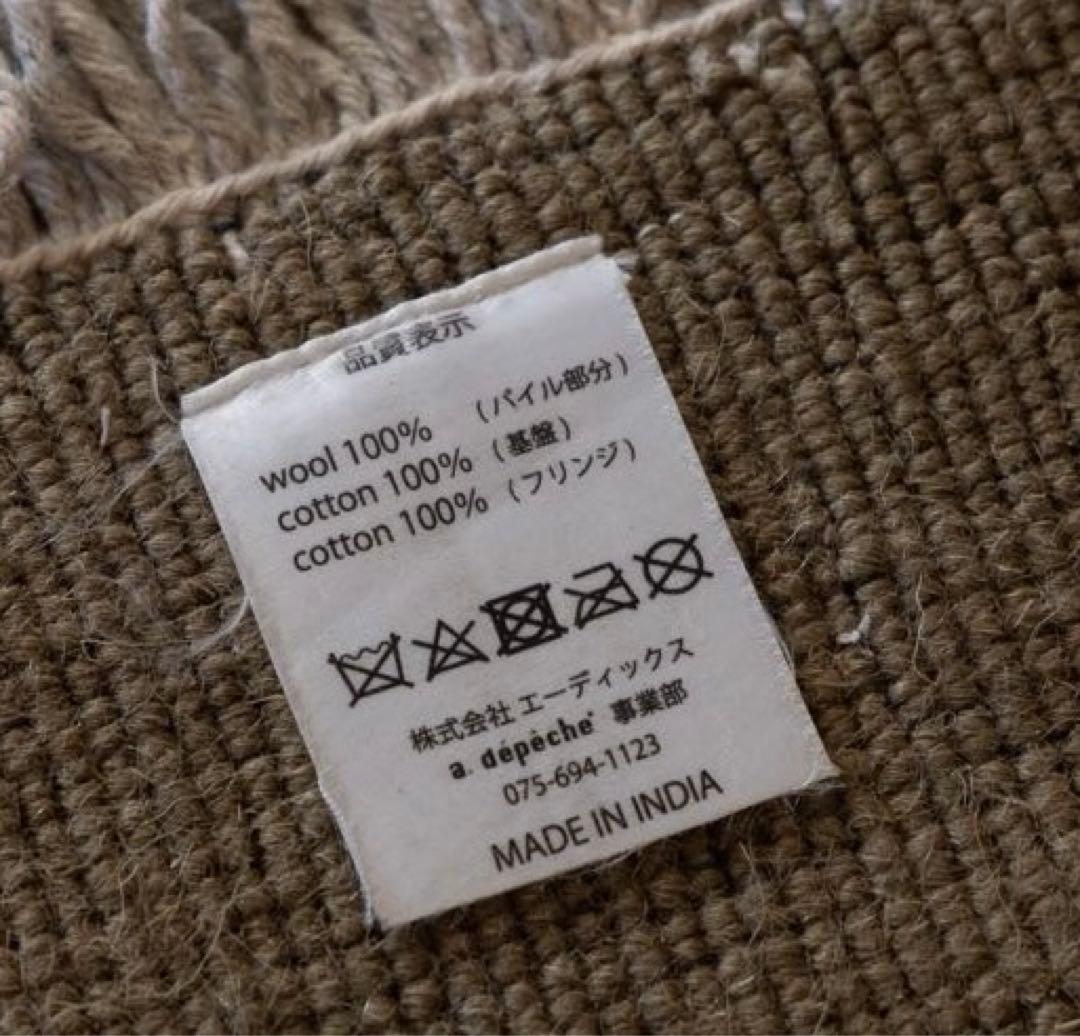 品質表示
wool 100% (パイル部分)
cotton 100% (基盤)
cotton 100% (フリンジ)
株式会社 エーディックス
a. dépêche 事業部
075-694-1123
MADE IN INDIA